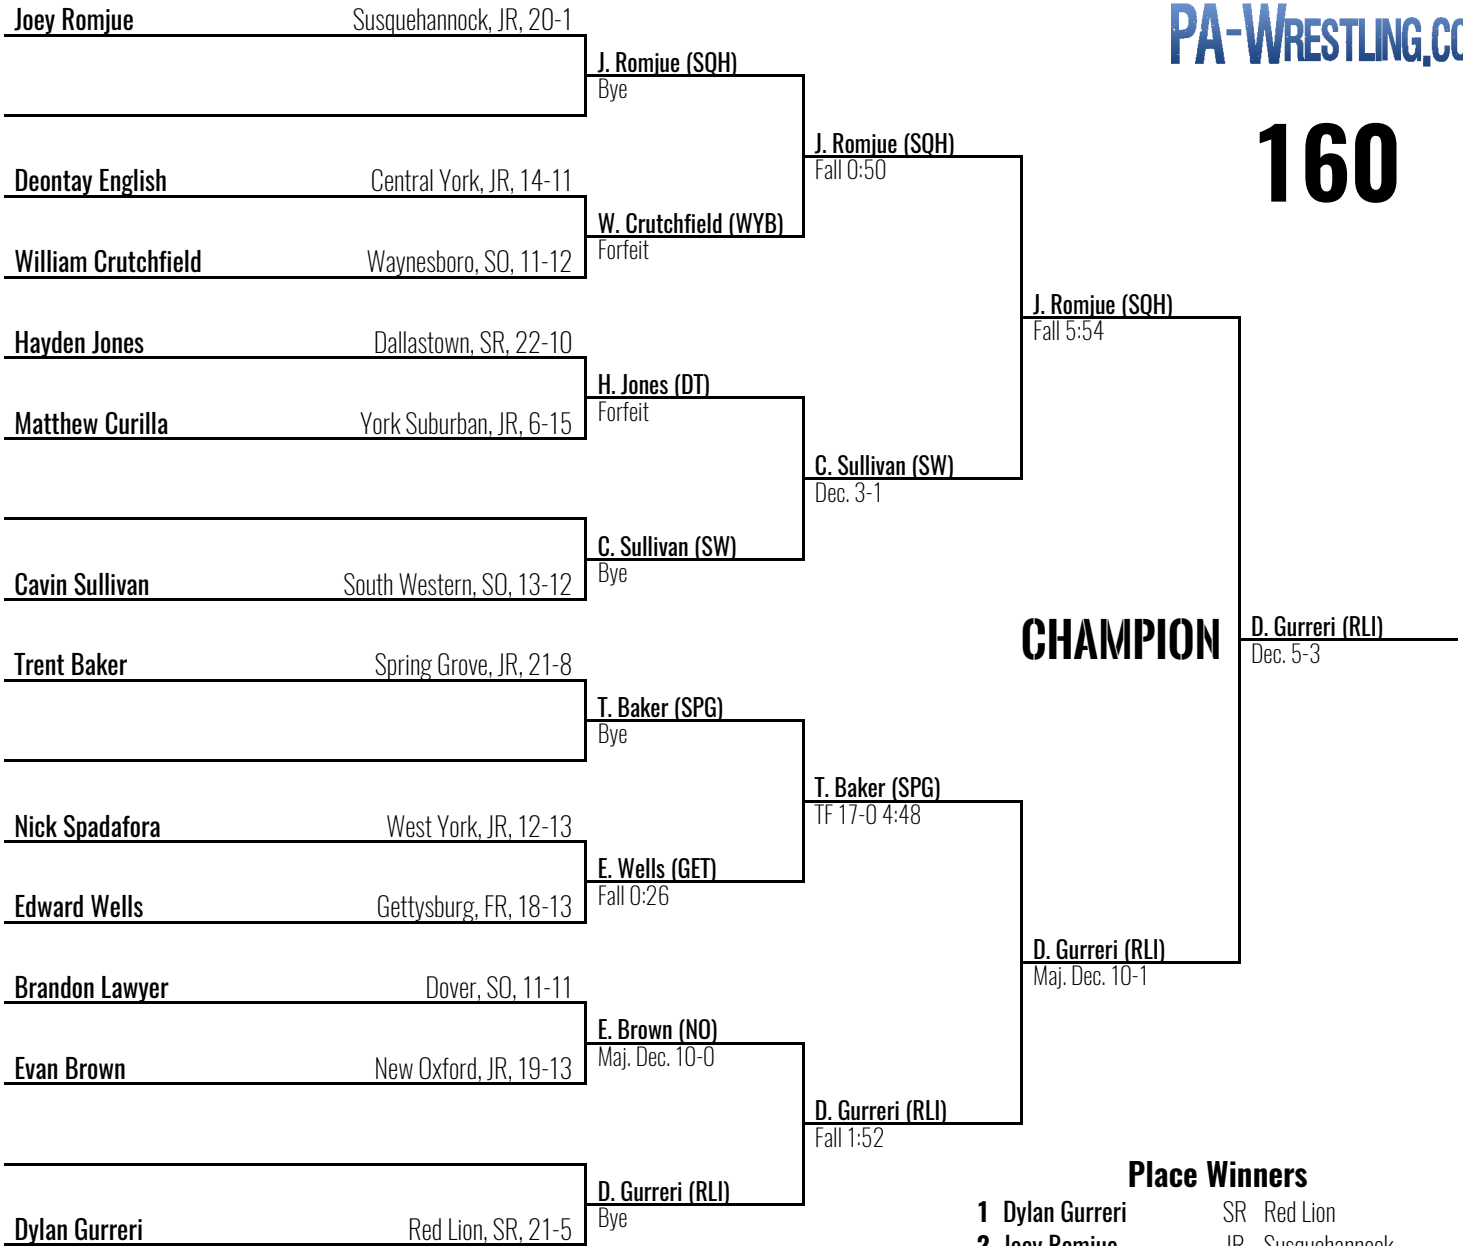 Joey Romjue Susquehannock, JR, 20-1
PA-WRESTLING.CO
J. Romjue (SQH)
Bye
160
J. Romjue (SQH)
Fall 0:50
Deontay English Central York, JR, 14-11
W. Crutchfield (WYB)
Forfeit
William Crutchfield Waynesboro, SO, 11-12
J. Romjue (SQH)
Fall 5:54
Hayden Jones Dallastown, SR, 22-10
H. Jones (DT)
Forfeit
Matthew Curilla York Suburban, JR, 6-15
C. Sullivan (SW)
Dec. 3-1
C. Sullivan (SW)
Bye
Cavin Sullivan South Western, SO, 13-12
CHAMPION
D. Gurreri (RLI)
Dec. 5-3
Trent Baker Spring Grove, JR, 21-8
T. Baker (SPG)
Bye
T. Baker (SPG)
TF 17-0 4:48
Nick Spadafora West York, JR, 12-13
E. Wells (GET)
Fall 0:26
Edward Wells Gettysburg, FR, 18-13
D. Gurreri (RLI)
Maj. Dec. 10-1
Brandon Lawyer Dover, SO, 11-11
E. Brown (NO)
Maj. Dec. 10-0
Evan Brown New Oxford, JR, 19-13
D. Gurreri (RLI)
Fall 1:52
D. Gurreri (RLI)
Bye
Dylan Gurreri Red Lion, SR, 21-5
Place Winners
1 Dylan Gurreri SR Red Lion
2 Joey Romjue JR Susquehannock